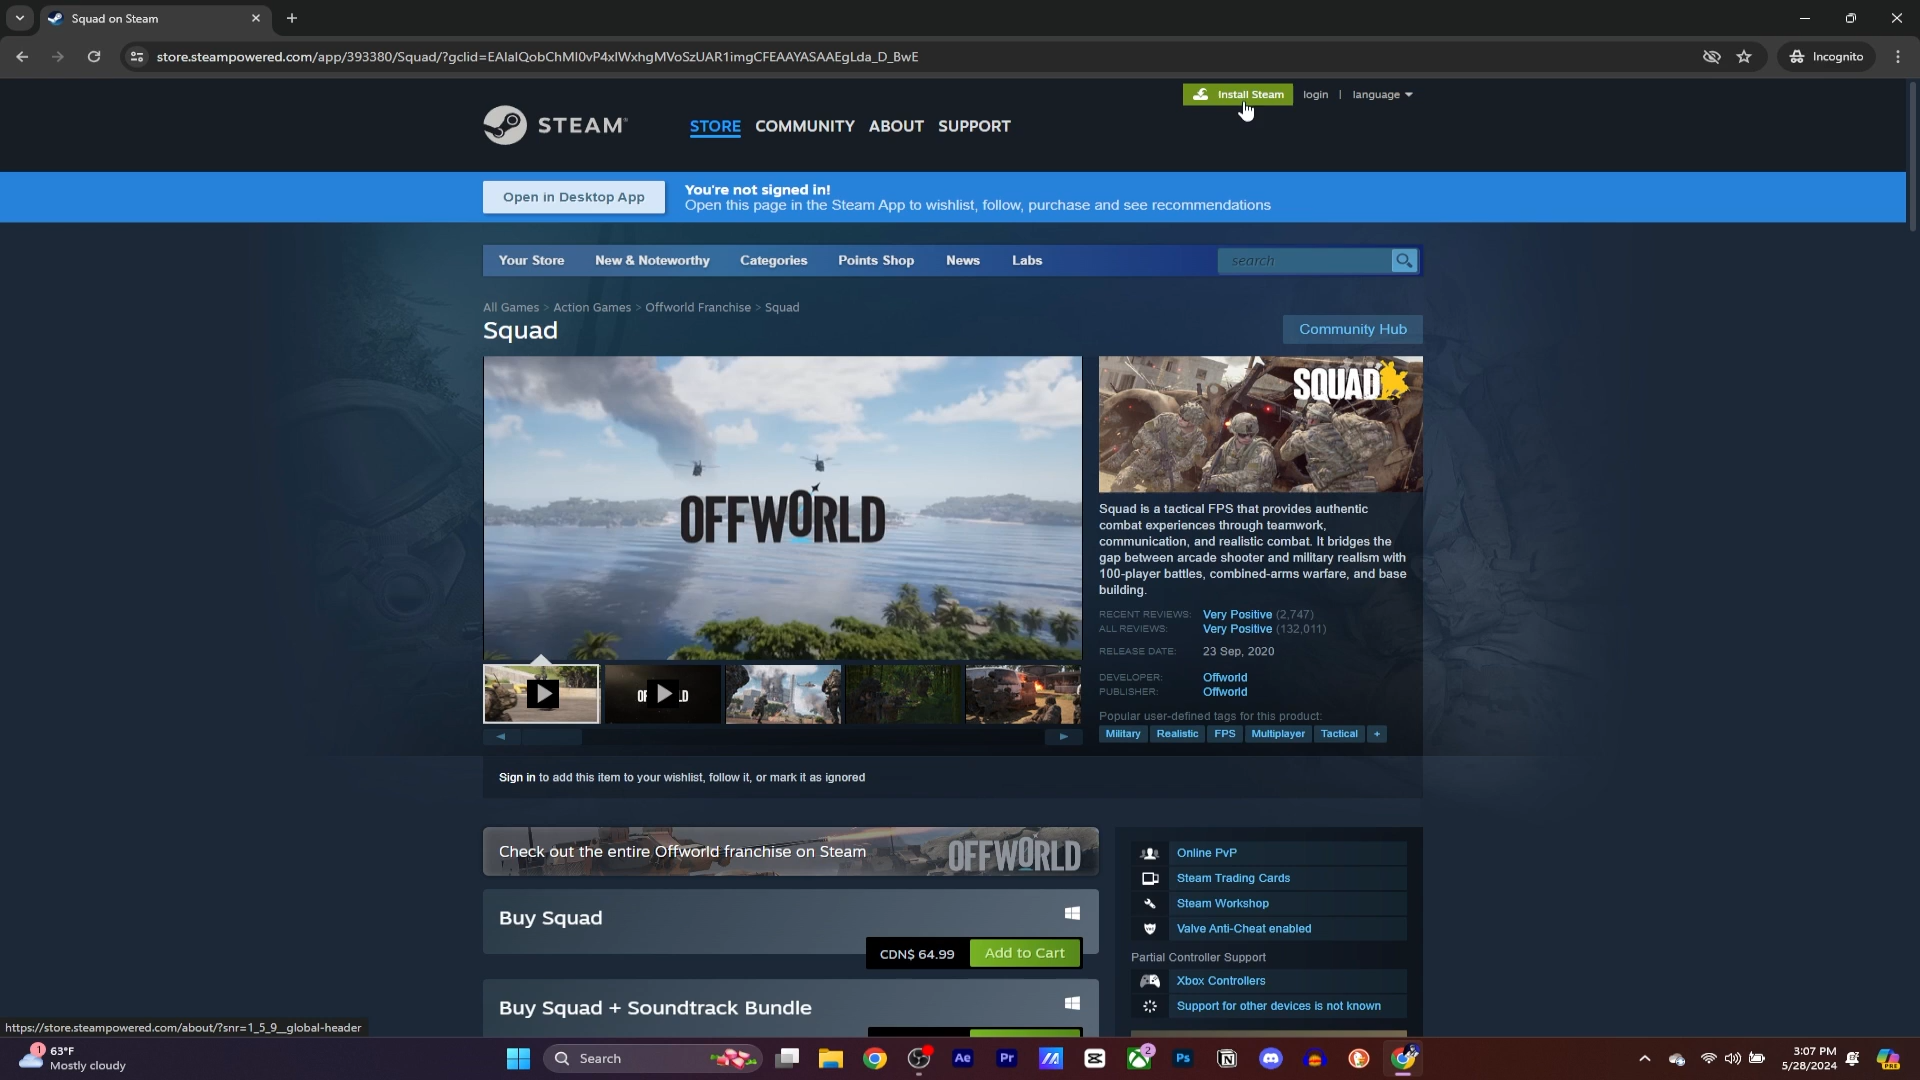 Squad on Steam
store.steampowered.com/app/393380/Squad/?gclid=EAIaIQobChMI0vP4xIWxhgMVoSzUAR1imgCFEAAYASAAEgLda_D_BwE
Incognito
Install Steam login | language
STEAM
STORE COMMUNITY ABOUT SUPPORT
Open in Desktop App
You're not signed in!
Open this page in the Steam App to wishlist, follow, purchase and see recommendations
Your Store New & Noteworthy Categories Points Shop News Labs search
All Games > Action Games > Offworld Franchise > Squad
Squad
Community Hub
OFFWORLD
SQUAD
Squad is a tactical FPS that provides authentic
combat experiences through teamwork,
communication, and realistic combat. It bridges the
gap between arcade shooter and military realism with
100-player battles, combined-arms warfare, and base
building.
RECENT REVIEWS: Very Positive (2,747)
ALL REVIEWS: Very Positive (132,011)
RELEASE DATE: 23 Sep, 2020
DEVELOPER: Offworld
PUBLISHER: Offworld
Popular user-defined tags for this product:
Military Realistic FPS Multiplayer Tactical +
Sign in to add this item to your wishlist, follow it, or mark it as ignored
Check out the entire Offworld franchise on Steam
OFFWORLD
Buy Squad
CDN$ 64.99 Add to Cart
Buy Squad + Soundtrack Bundle
Online PvP
Steam Trading Cards
Steam Workshop
Valve Anti-Cheat enabled
Partial Controller Support
Xbox Controllers
Support for other devices is not known
https://store.steampowered.com/about/?snr=1_5_9__global-header
1
63°F
Mostly cloudy
Search
Ae
Pr
2
Ps
3:07 PM
5/28/2024
PRE